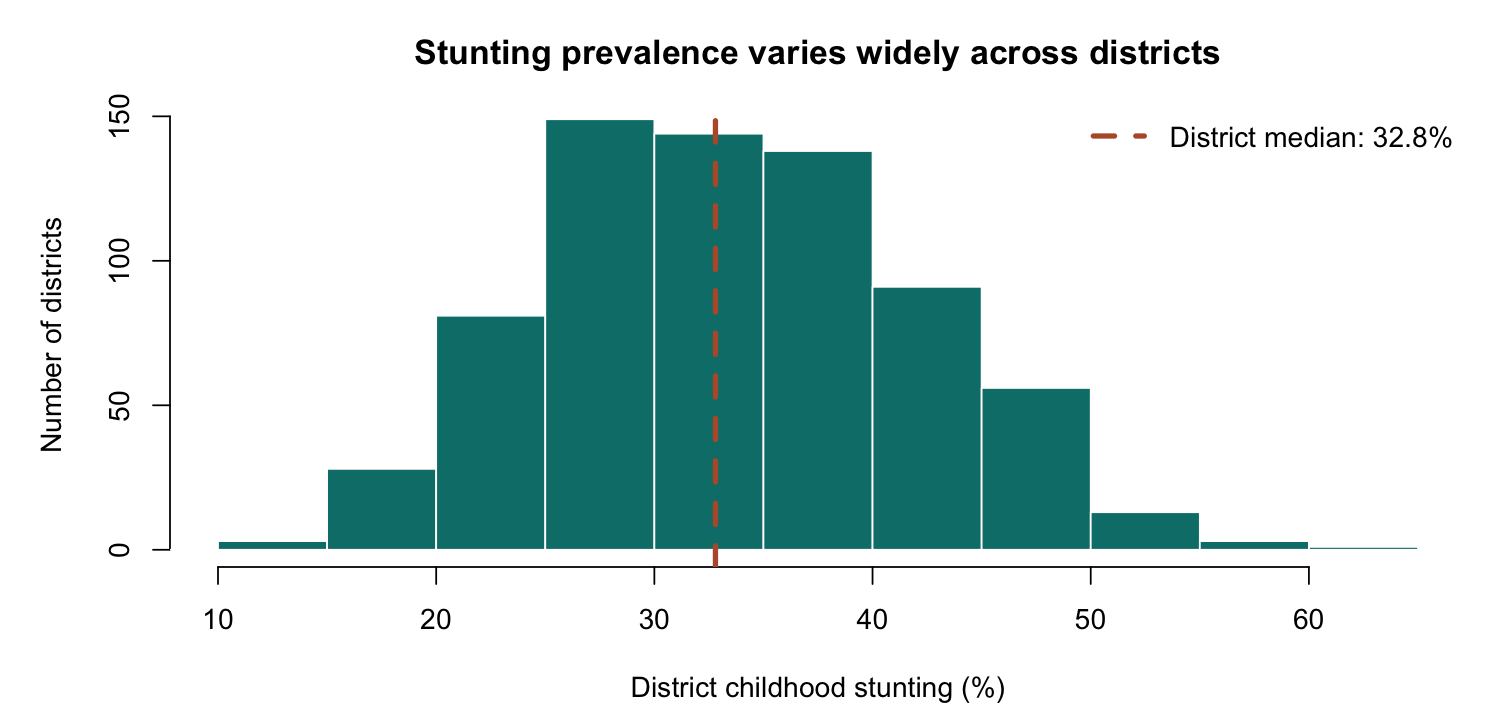 Stunting prevalence varies widely across districts
District median: 32.8%
Number of districts
150
100
50
0
10 20 30 40 50 60
District childhood stunting (%)